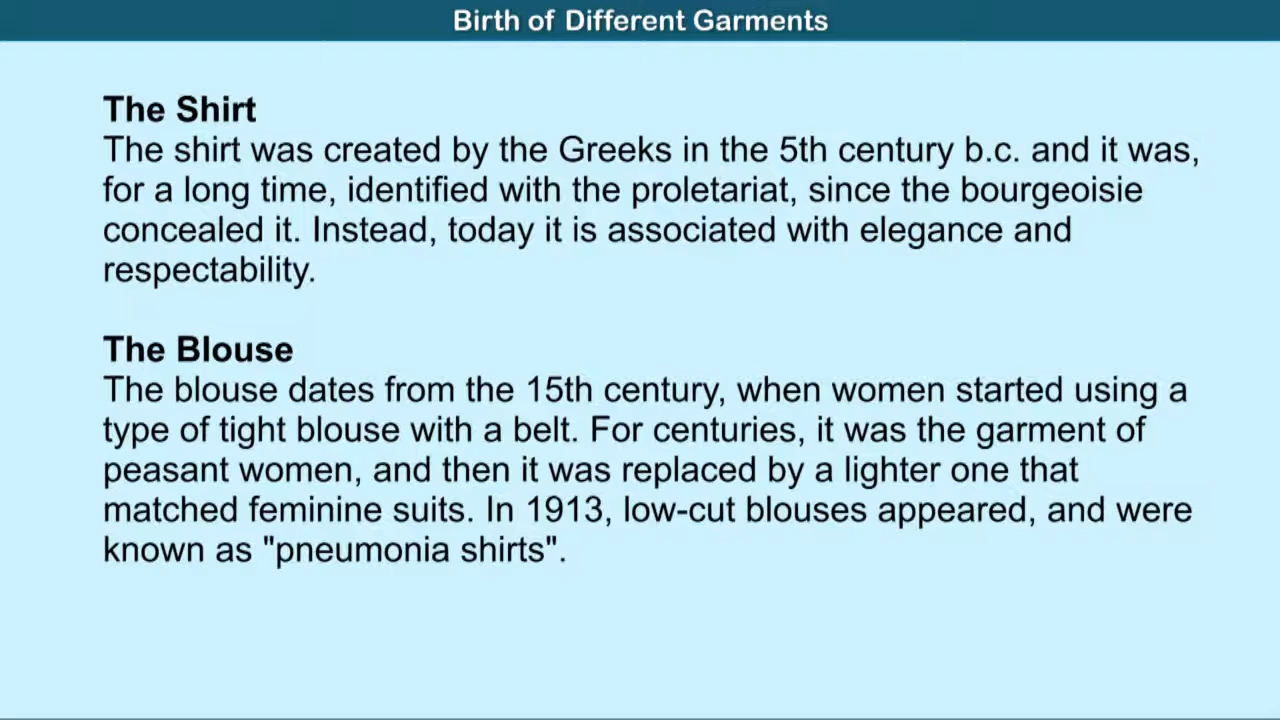 Birth of Different Garments
The Shirt
The shirt was created by the Greeks in the 5th century b.c. and it was,
for a long time, identified with the proletariat, since the bourgeoisie
concealed it. Instead, today it is associated with elegance and
respectability.
The Blouse
The blouse dates from the 15th century, when women started using a
type of tight blouse with a belt. For centuries, it was the garment of
peasant women, and then it was replaced by a lighter one that
matched feminine suits. In 1913, low-cut blouses appeared, and were
known as "pneumonia shirts".